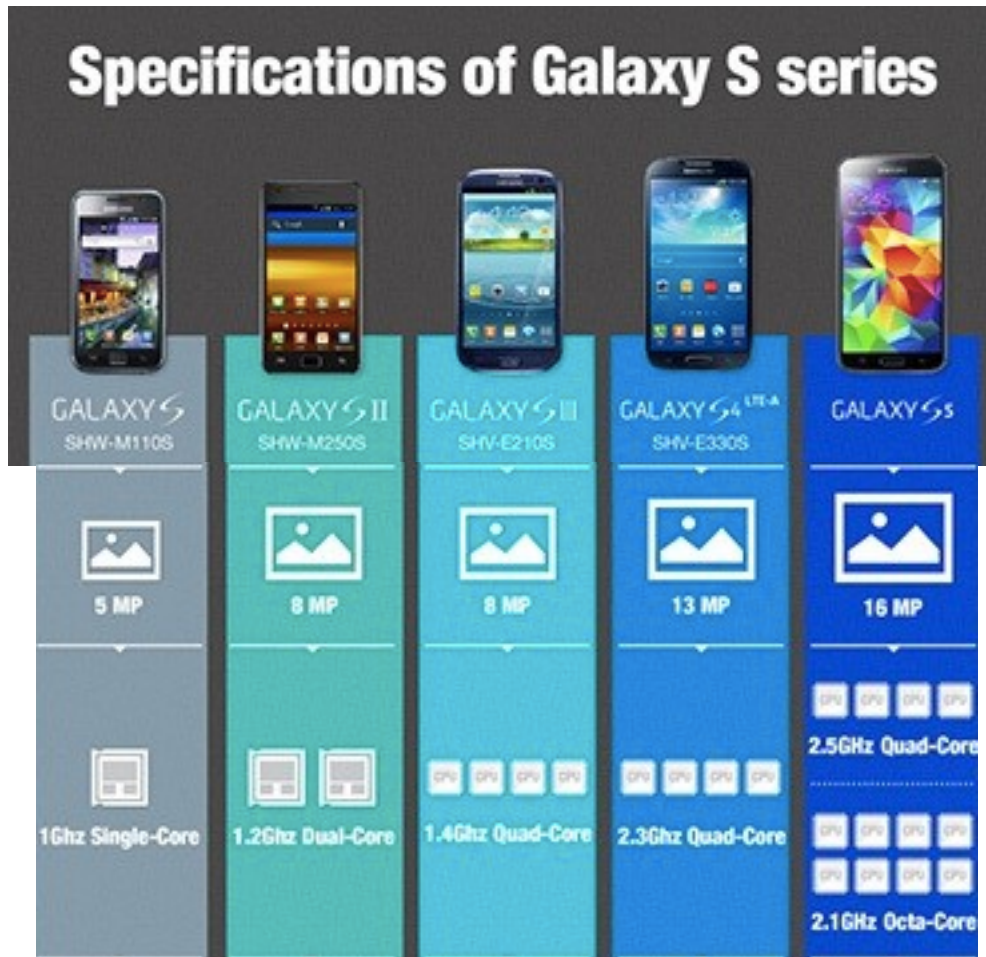 Specifications of Galaxy S series
GALAXY S
SHW-M110S
GALAXY S II
SHW-M250S
GALAXY S III
SHV-E210S
GALAXY S4 LTE-A
SHV-E330S
GALAXY S5
5 MP
8 MP
8 MP
13 MP
16 MP
1Ghz Single-Core
1.2Ghz Dual-Core
CPU CPU CPU CPU
1.4Ghz Quad-Core
CPU CPU CPU CPU
2.3Ghz Quad-Core
CPU CPU CPU CPU
2.5GHz Quad-Core
CPU CPU CPU CPU
CPU CPU CPU CPU
2.1GHz Octa-Core